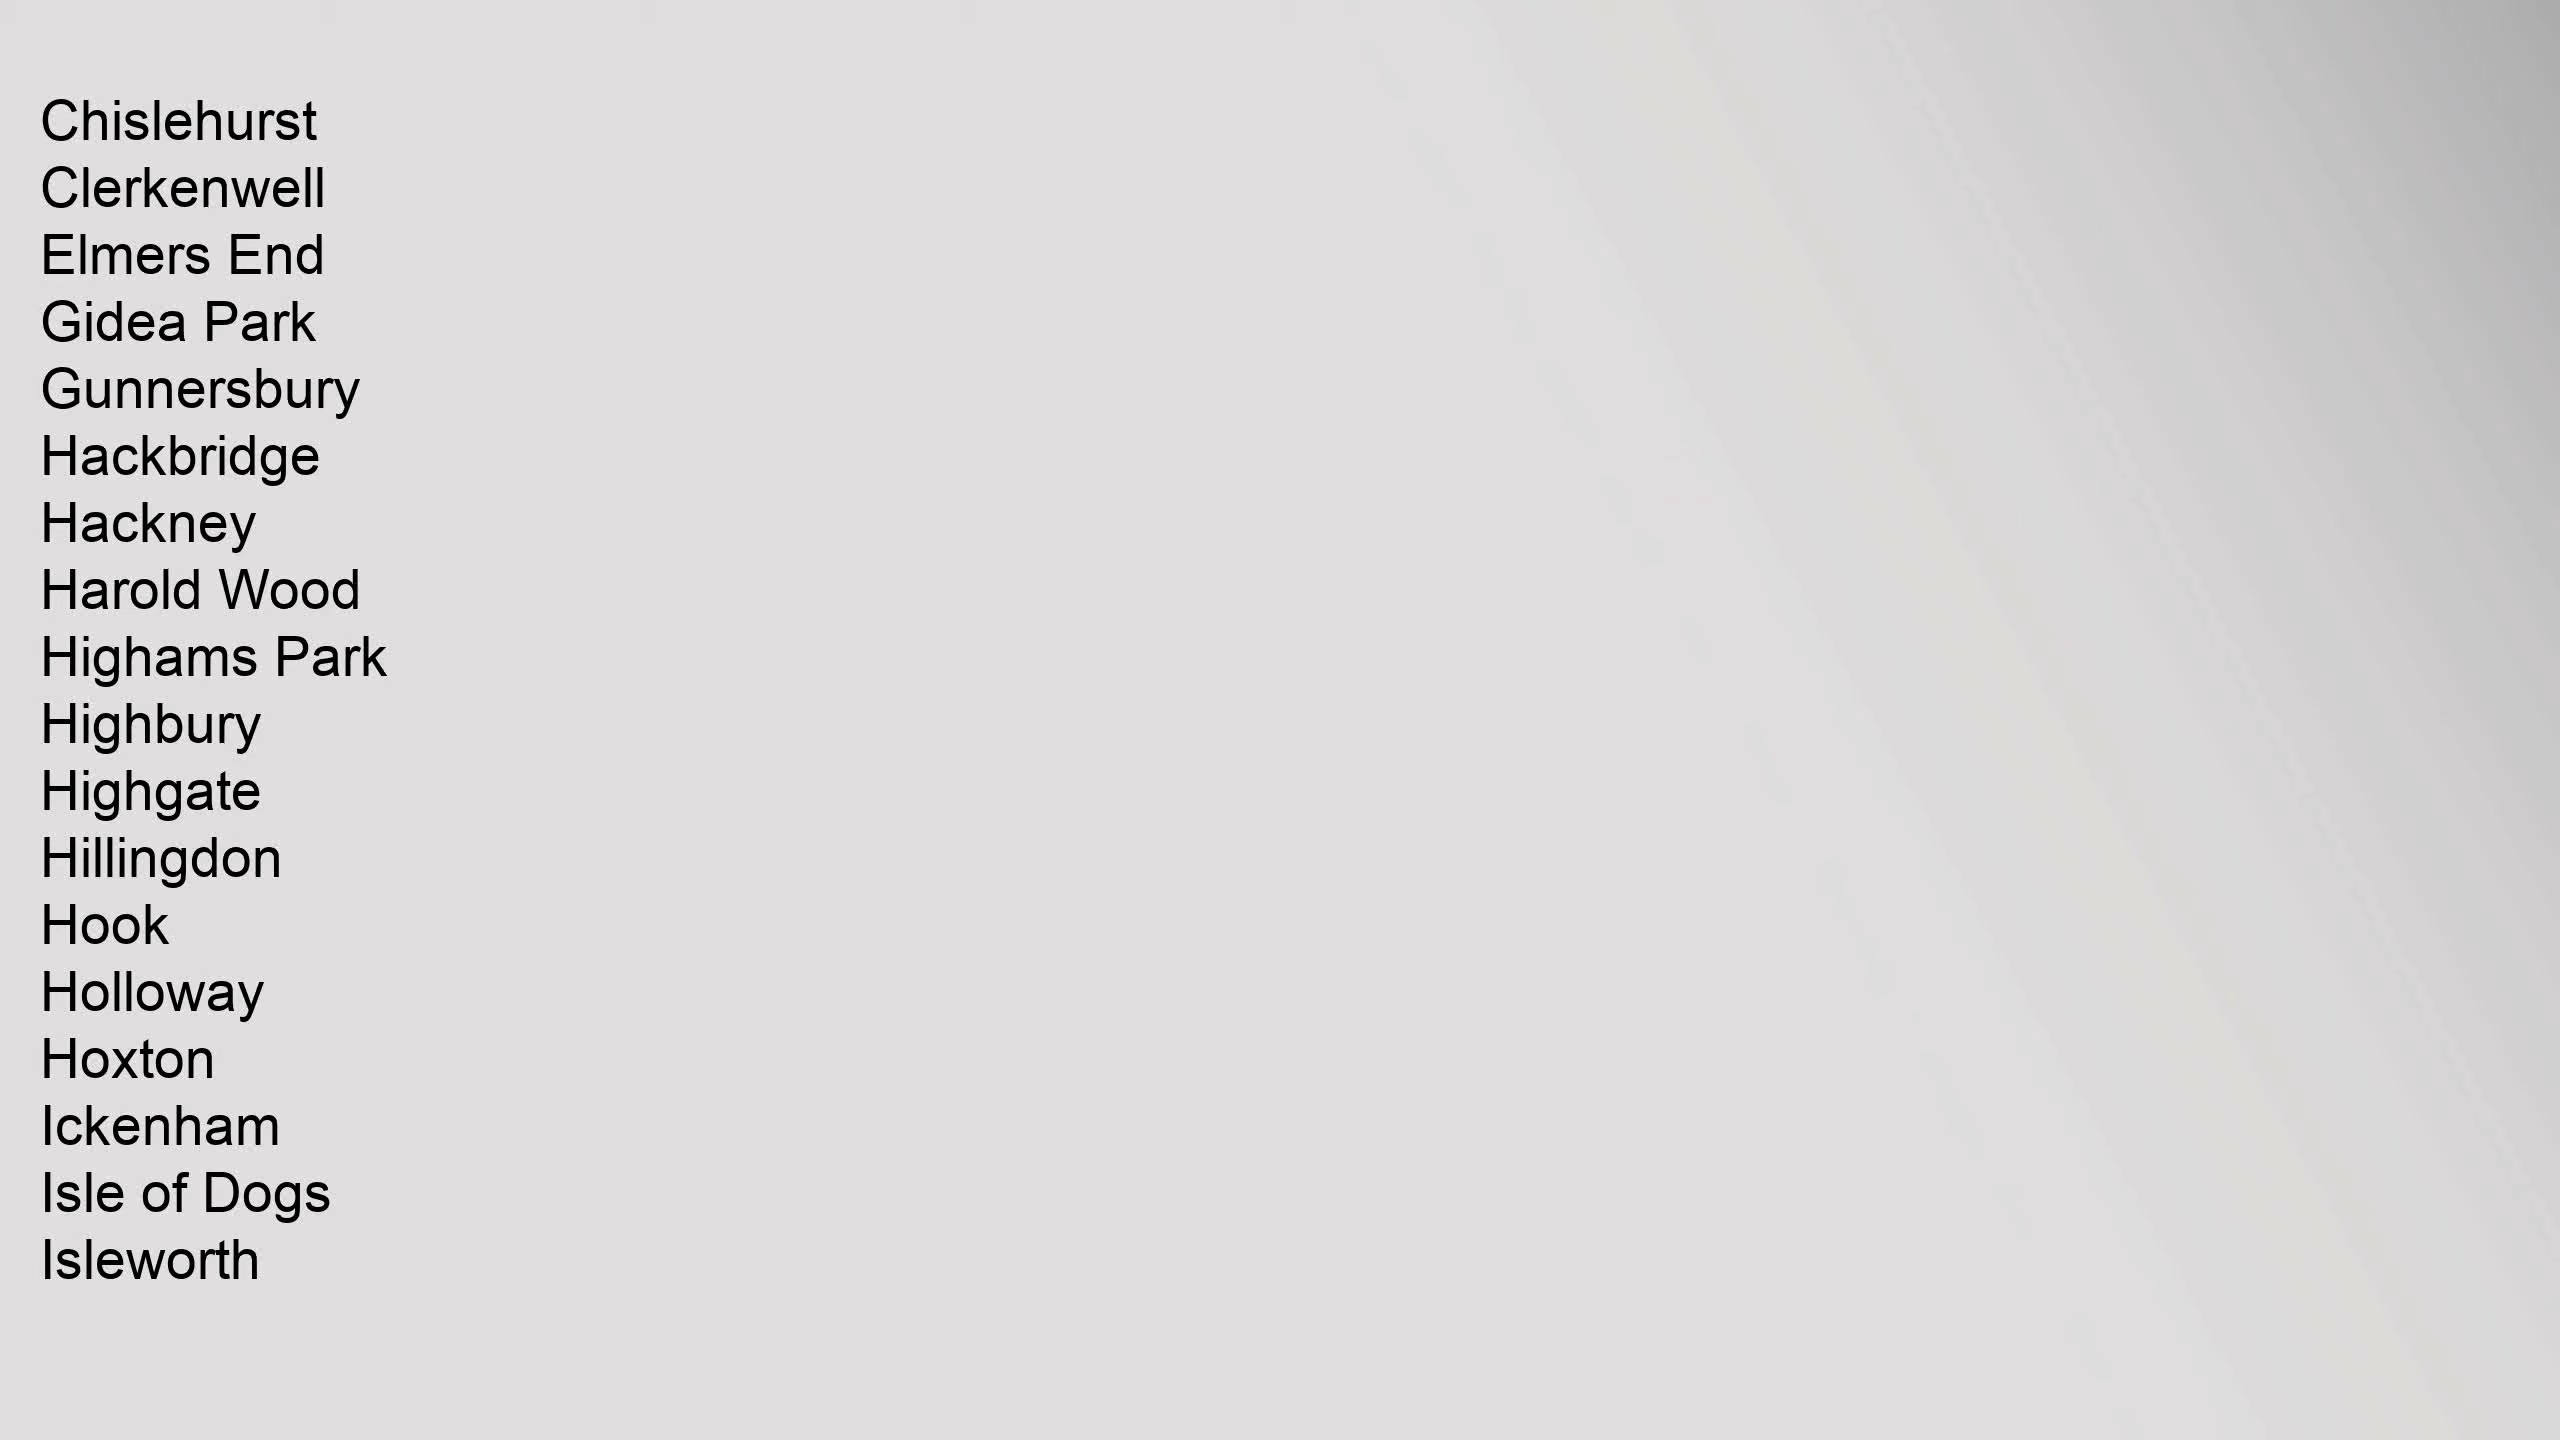 Chislehurst
Clerkenwell
Elmers End
Gidea Park
Gunnersbury
Hackbridge
Hackney
Harold Wood
Highams Park
Highbury
Highgate
Hillingdon
Hook
Holloway
Hoxton
Ickenham
Isle of Dogs
Isleworth